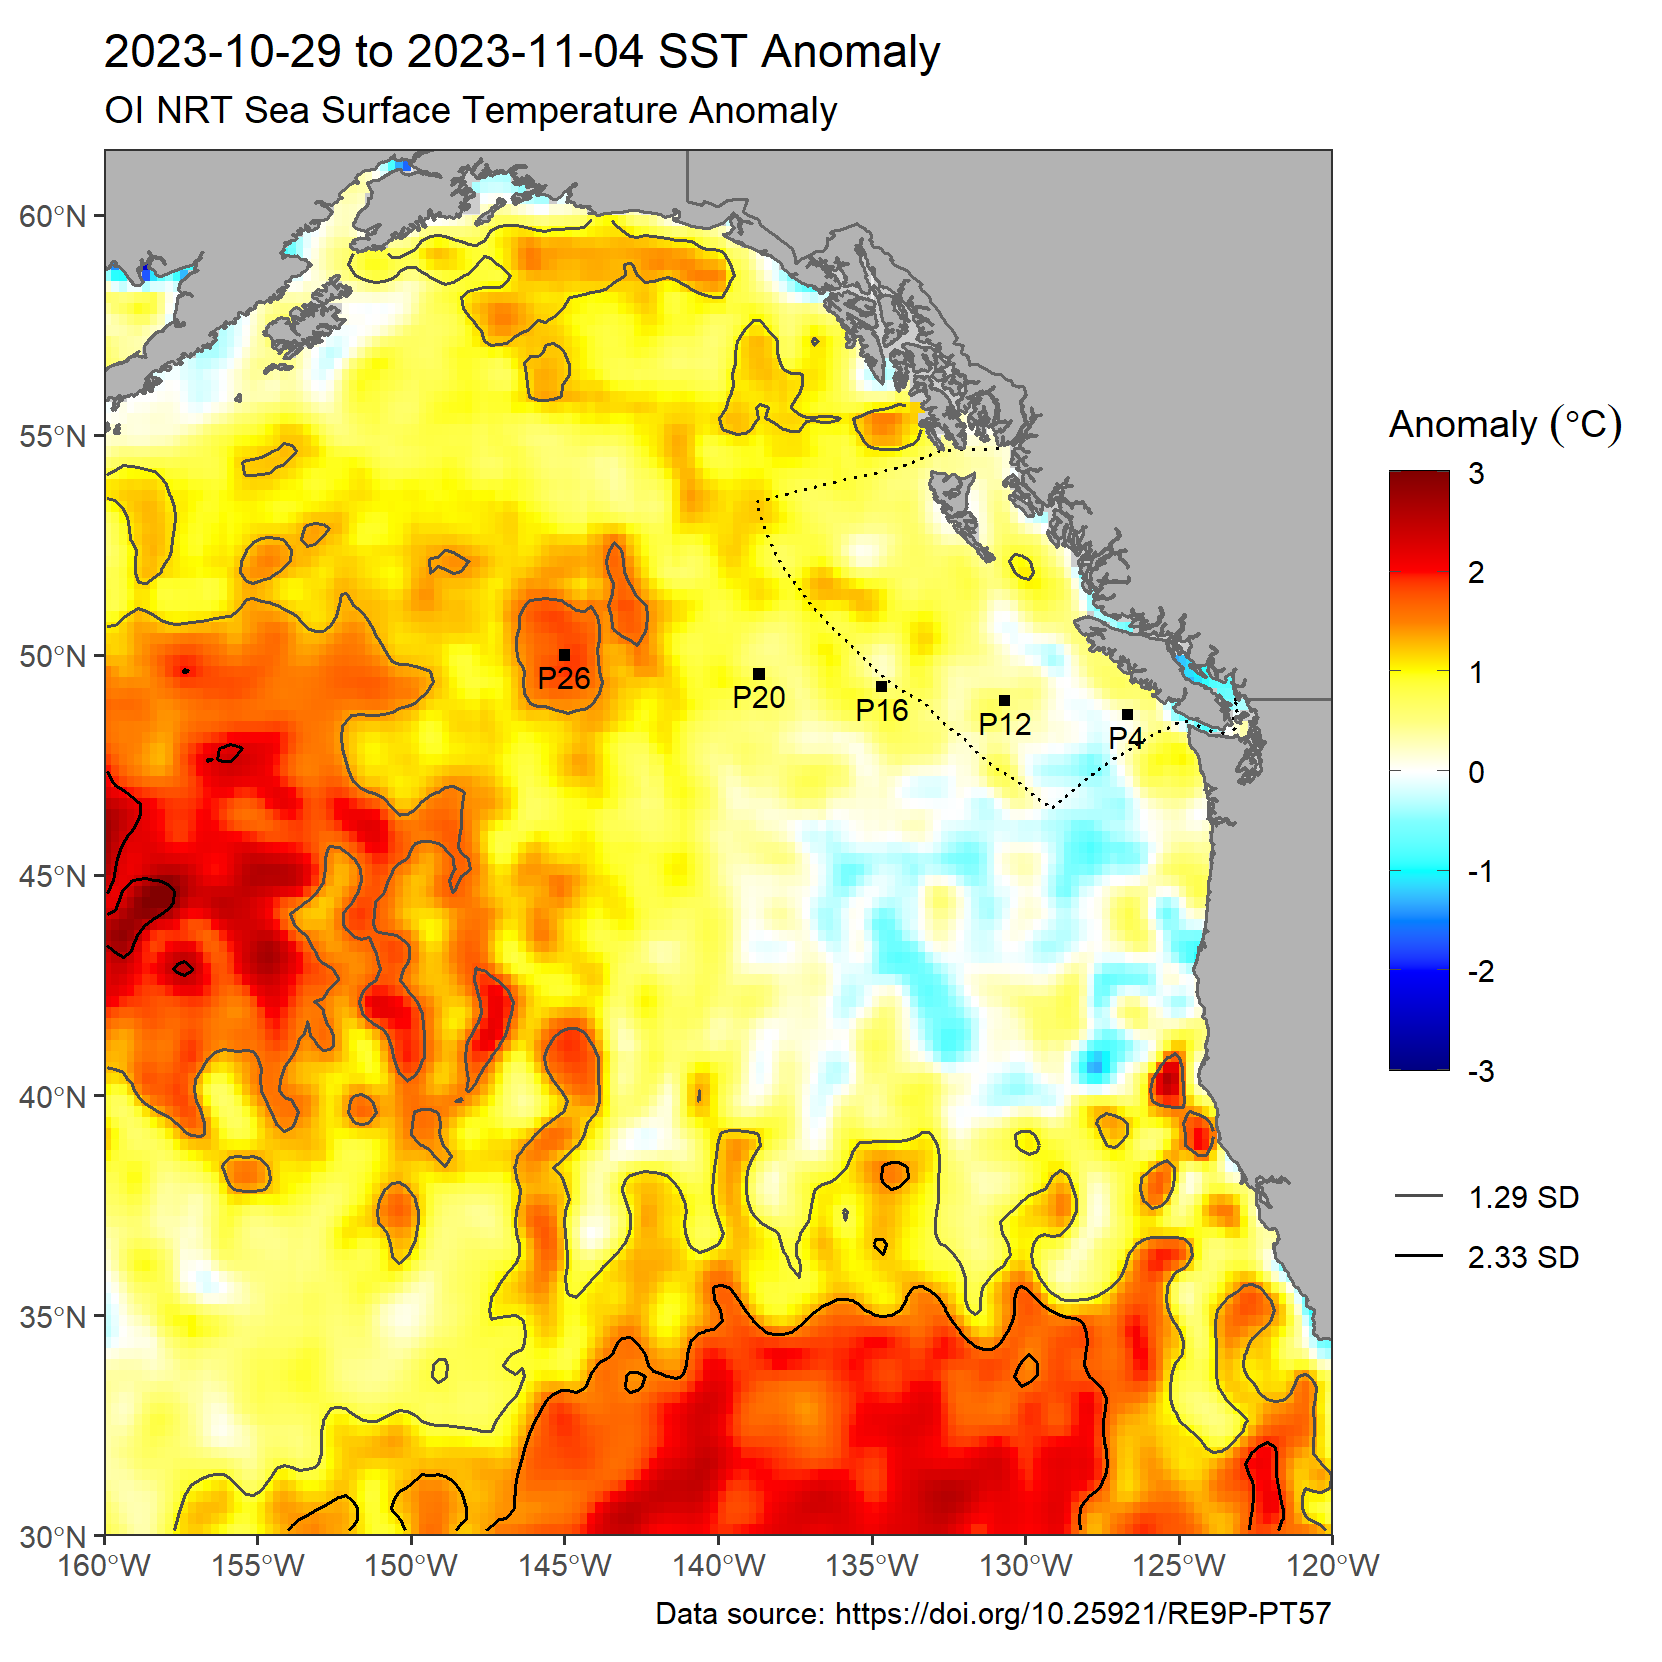 2023-10-29 to 2023-11-04 SST Anomaly
OI NRT Sea Surface Temperature Anomaly
60°N
55°N
50°N
45°N
40°N
35°N
30°N
160°W
155°W
150°W
145°W
140°W
135°W
130°W
125°W
120°W
P26
P20
P16
P12
P4
Anomaly (°C)
3
2
1
0
-1
-2
-3
1.29 SD
2.33 SD
Data source: https://doi.org/10.25921/RE9P-PT57